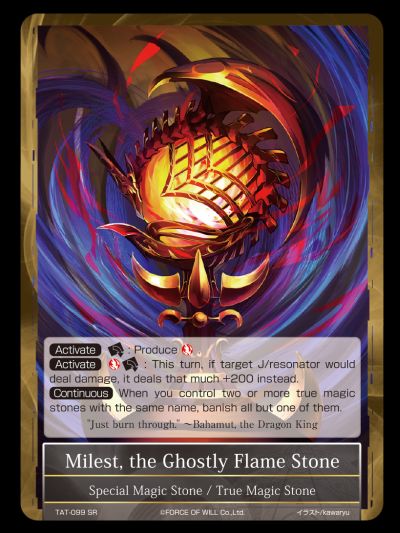 Activate : Produce .
Activate : This turn, if target J/resonator would
deal damage, it deals that much +200 instead.
Continuous When you control two or more true magic
stones with the same name, banish all but one of them.
"Just burn through." ~Bahamut, the Dragon King
Milest, the Ghostly Flame Stone
Special Magic Stone / True Magic Stone
TAT-099 SR ©FORCE OF WILL Co.,Ltd. イラスト/kawaryu